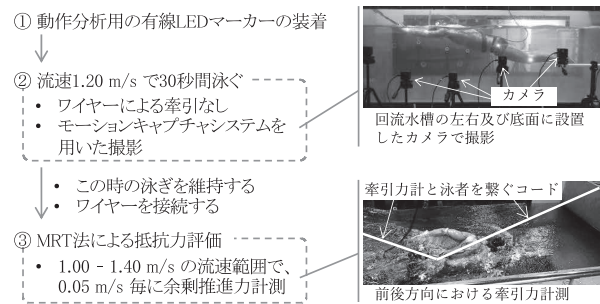 ① 動作分析用の有線LEDマーカーの装着
② 流速1.20 m/s で30秒間泳ぐ
• ワイヤーによる牽引なし
• モーションキャプチャシステムを
用いた撮影
カメラ
回流水槽の左右及び底面に設置
したカメラで撮影
• この時の泳ぎを維持する
• ワイヤーを接続する
③ MRT法による抵抗力評価
• 1.00 - 1.40 m/s の流速範囲で、
0.05 m/s 毎に余剰推進力計測
牽引力計と泳者を繋ぐコード
前後方向における牽引力計測